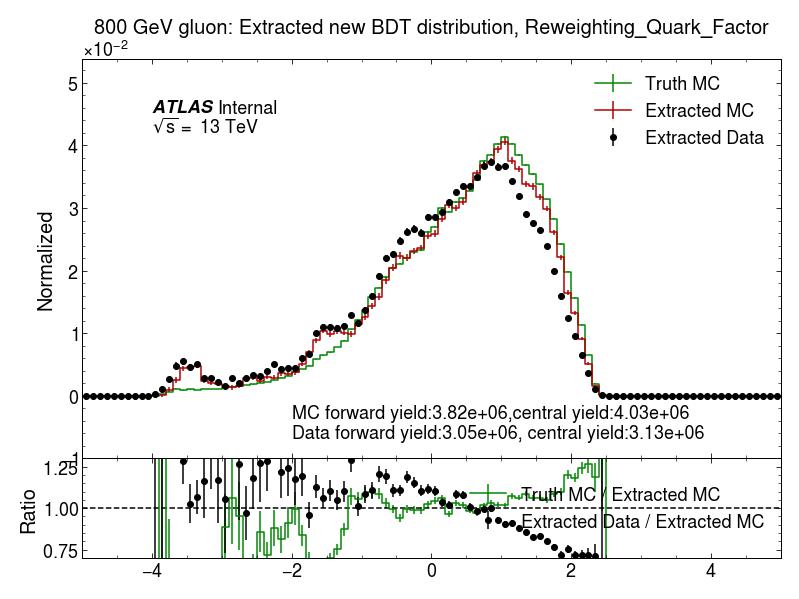 800 GeV gluon: Extracted new BDT distribution, Reweighting_Quark_Factor
×10⁻²
5
4
3
2
1
0
Normalized
ATLAS Internal
√s = 13 TeV
Truth MC
Extracted MC
Extracted Data
MC forward yield:3.82e+06,central yield:4.03e+06
Data forward yield:3.05e+06, central yield:3.13e+06
1
1.25
1.00
0.75
Ratio
Truth MC / Extracted MC
Extracted Data / Extracted MC
−4 −2 0 2 4